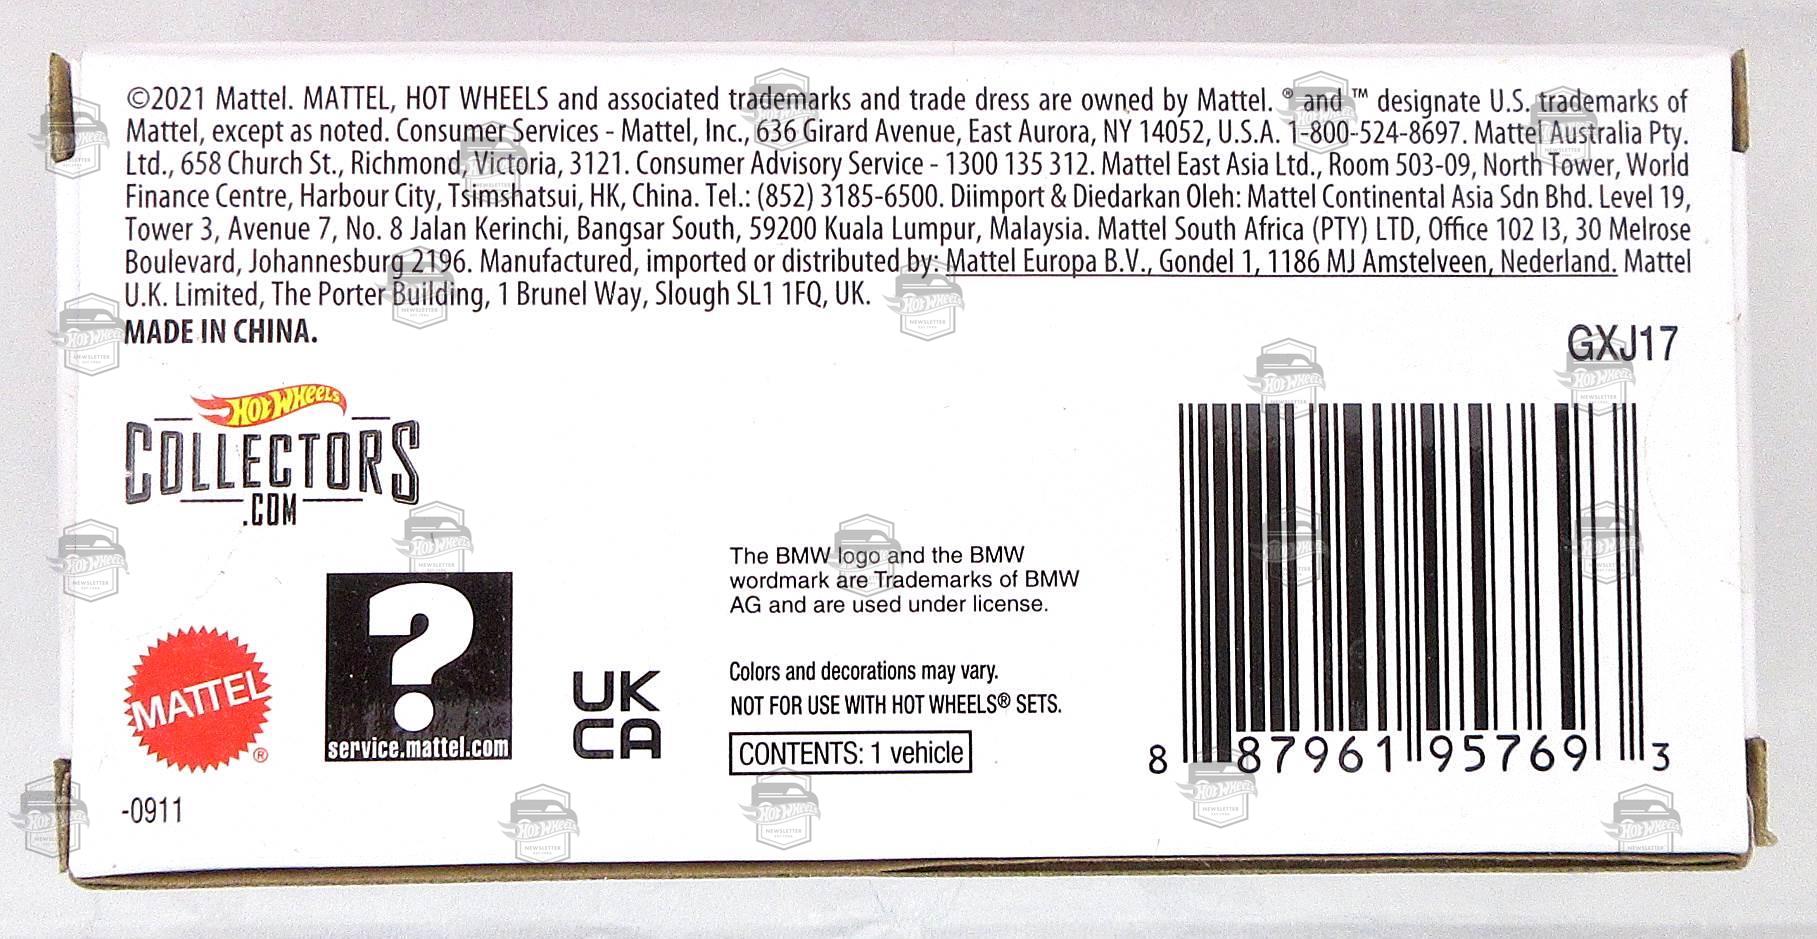 ©2021 Mattel. MATTEL, HOT WHEELS and associated trademarks and trade dress are owned by Mattel. ® and ™ designate U.S. trademarks of
Mattel, except as noted. Consumer Services - Mattel, Inc., 636 Girard Avenue, East Aurora, NY 14052, U.S.A. 1-800-524-8697. Mattel Australia Pty.
Ltd., 658 Church St., Richmond, Victoria, 3121. Consumer Advisory Service - 1300 135 312. Mattel East Asia Ltd., Room 503-09, North Tower, World
Finance Centre, Harbour City, Tsimshatsui, HK, China. Tel.: (852) 3185-6500. Diimport & Diedarkan Oleh: Mattel Continental Asia Sdn Bhd. Level 19,
Tower 3, Avenue 7, No. 8 Jalan Kerinchi, Bangsar South, 59200 Kuala Lumpur, Malaysia. Mattel South Africa (PTY) LTD, Office 102 I3, 30 Melrose
Boulevard, Johannesburg 2196. Manufactured, imported or distributed by: Mattel Europa B.V., Gondel 1, 1186 MJ Amstelveen, Nederland. Mattel
U.K. Limited, The Porter Building, 1 Brunel Way, Slough SL1 1FQ, UK.
MADE IN CHINA.
GXJ17
HOT WHEELS
COLLECTORS
.COM
The BMW logo and the BMW
wordmark are Trademarks of BMW
AG and are used under license.
?
service.mattel.com
MATTEL®
UK
CA
Colors and decorations may vary.
NOT FOR USE WITH HOT WHEELS® SETS.
CONTENTS: 1 vehicle
8 87961 95769 3
-0911